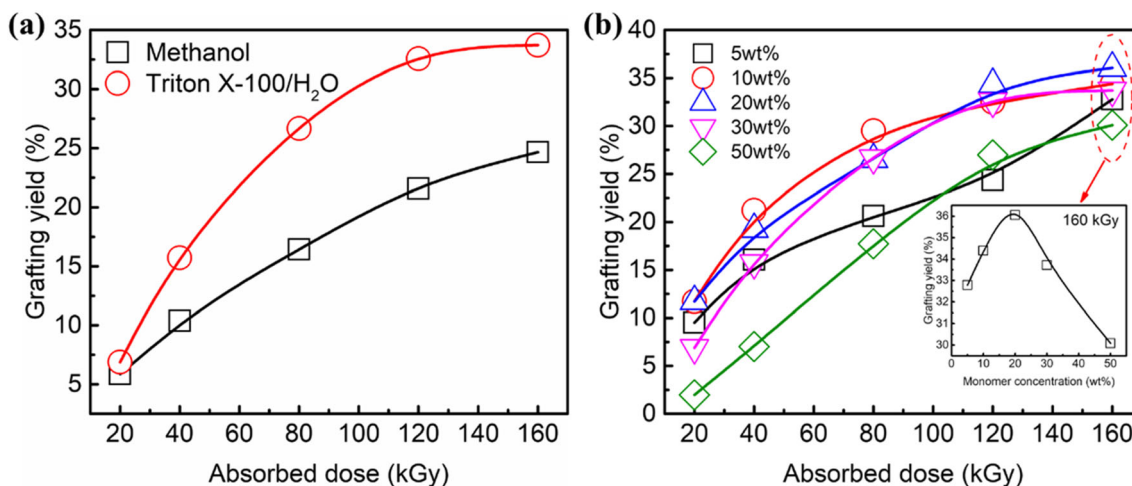 (a)
35
30
25
20
15
10
5
Grafting yield (%)
Methanol
Triton X-100/H₂O
20 40 60 80 100 120 140 160
Absorbed dose (kGy)
(b)
40
35
30
25
20
15
10
5
0
Grafting yield (%)
5wt%
10wt%
20wt%
30wt%
50wt%
20 40 60 80 100 120 140 160
Absorbed dose (kGy)
160 kGy
36
35
34
33
32
31
30
Grafting yield (%)
0 10 20 30 40 50
Monomer concentration (wt%)